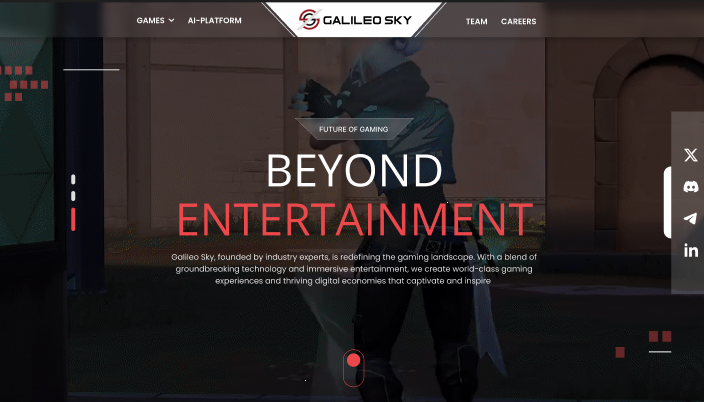 GAMES
AI-PLATFORM
GALILEO SKY
TEAM
CAREERS
FUTURE OF GAMING
BEYOND
ENTERTAINMENT
Galileo Sky, founded by industry experts, is redefining the gaming landscape. With a blend of
groundbreaking technology and immersive entertainment, we create world-class gaming
experiences and thriving digital economies that captivate and inspire